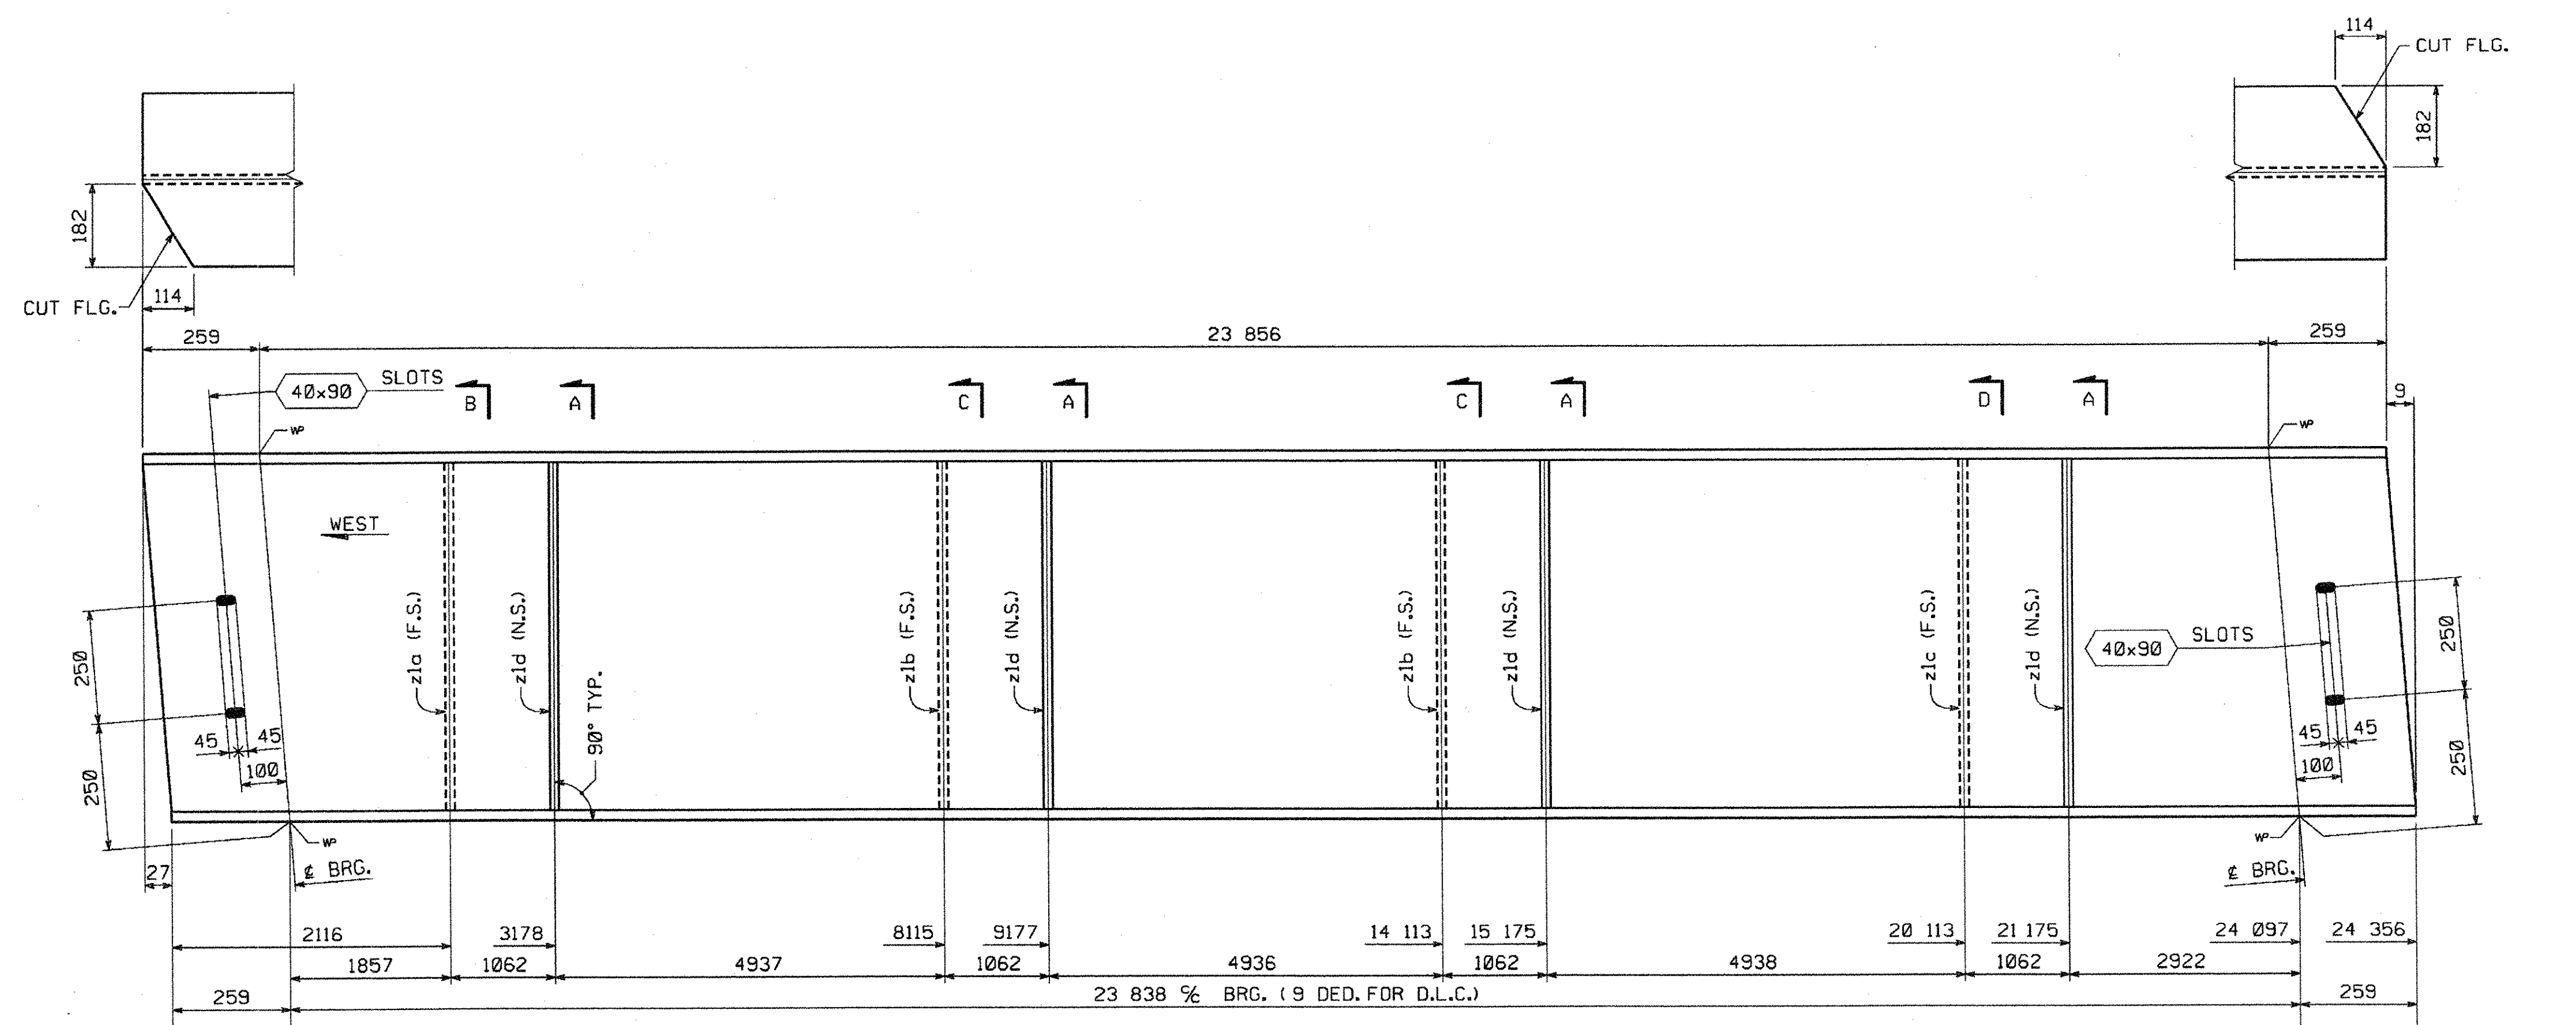 114
CUT FLG.
182
182
CUT FLG.
114
259
23 856
259
40x90 SLOTS
B
A
C
A
C
A
D
A
9
WP
WP
WEST
z1a (F.S.)
z1d (N.S.)
z1b (F.S.)
z1d (N.S.)
z1b (F.S.)
z1d (N.S.)
z1c (F.S.)
z1d (N.S.)
40x90 SLOTS
90° TYP.
250
250
45
45
100
250
250
45
45
100
WP
WP
27
℄ BRG.
℄ BRG.
2116
3178
8115
9177
14 113
15 175
20 113
21 175
24 097
24 356
1857
1062
4937
1062
4936
1062
4938
1062
2922
259
23 838 C/C BRG. (9 DED. FOR D.L.C.)
259